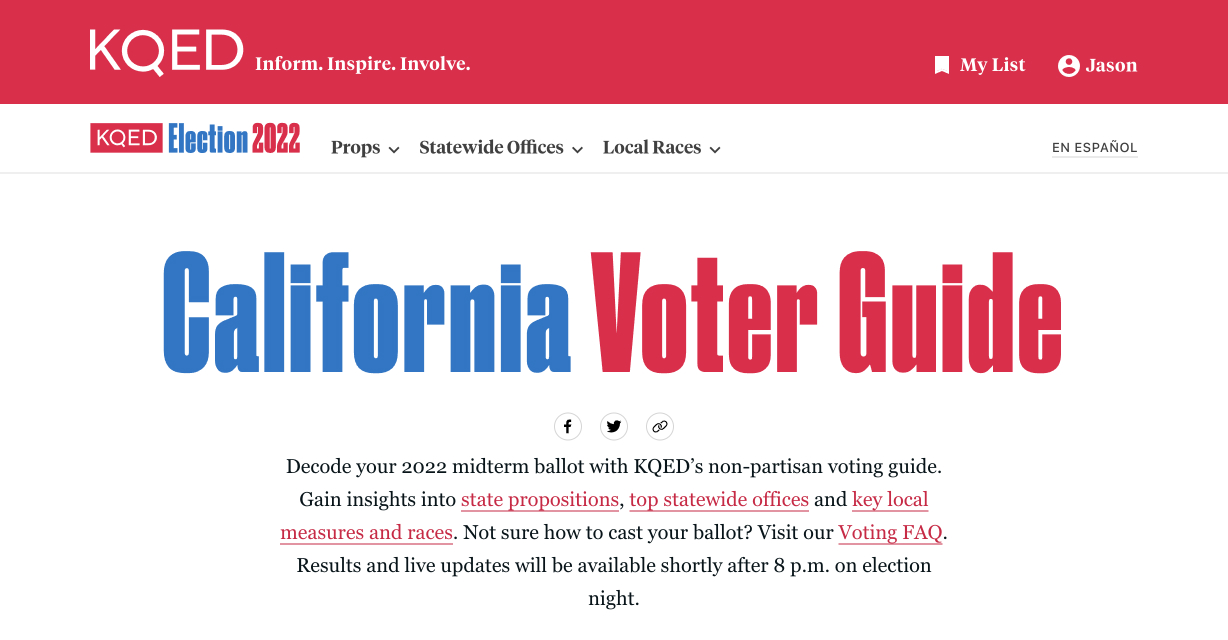 KQED Inform. Inspire. Involve. My List Jason
KQED Election 2022 Props Statewide Offices Local Races EN ESPAÑOL
California Voter Guide
Decode your 2022 midterm ballot with KQED’s non-partisan voting guide.
Gain insights into state propositions, top statewide offices and key local
measures and races. Not sure how to cast your ballot? Visit our Voting FAQ.
Results and live updates will be available shortly after 8 p.m. on election
night.